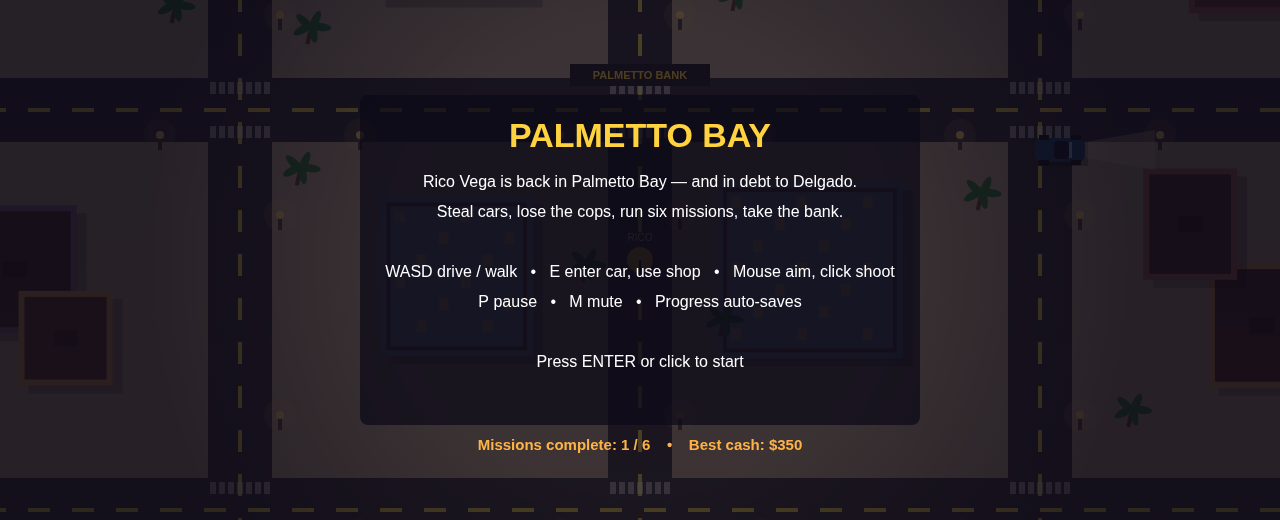 PALMETTO BANK
PALMETTO BAY
Rico Vega is back in Palmetto Bay — and in debt to Delgado.
Steal cars, lose the cops, run six missions, take the bank.
RICO
WASD drive / walk • E enter car, use shop • Mouse aim, click shoot
P pause • M mute • Progress auto-saves
Press ENTER or click to start
Missions complete: 1 / 6 • Best cash: $350